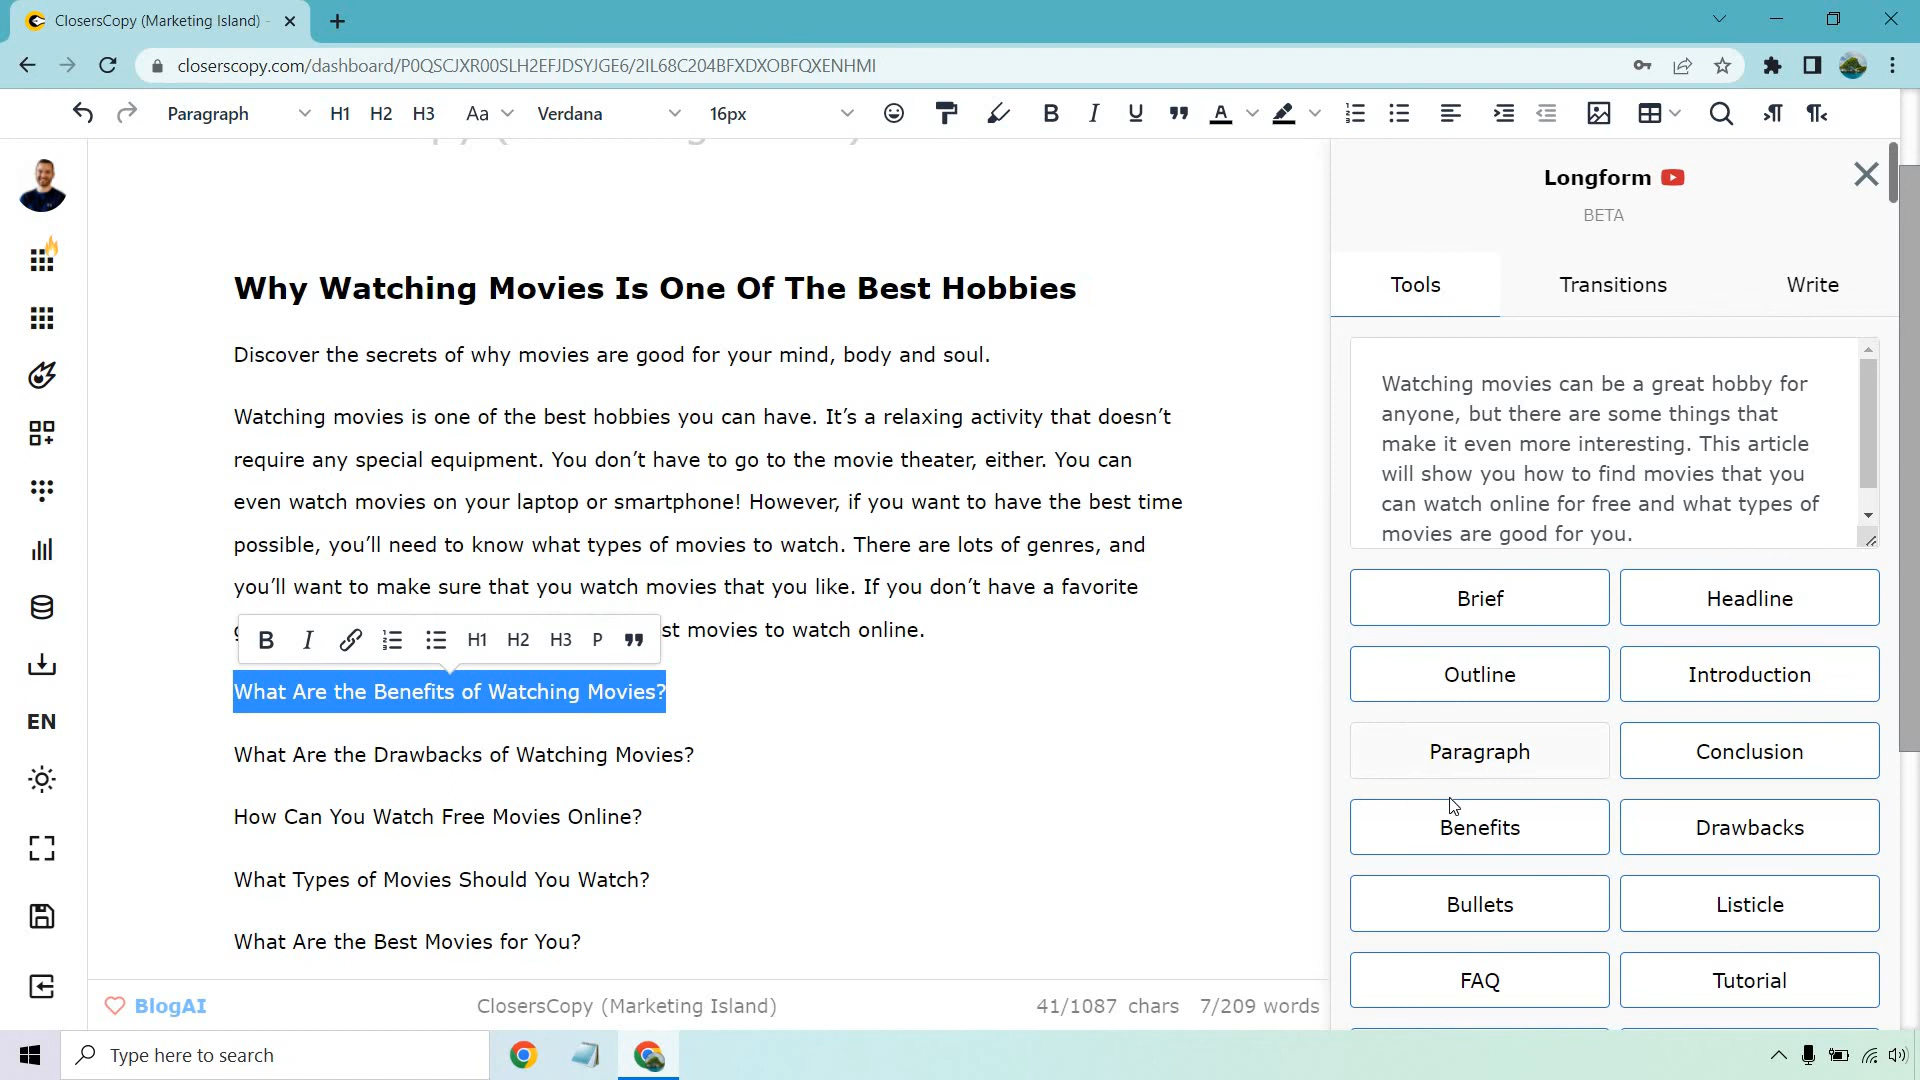 ClosersCopy (Marketing Island) -
closerscopy.com/dashboard/P0QSCJXR00SLH2EFJDSYJGE6/2IL68C204BFXDXOBFQXENHMI
Paragraph H1 H2 H3 Aa Verdana 16px B I U A
Why Watching Movies Is One Of The Best Hobbies
Discover the secrets of why movies are good for your mind, body and soul.
Watching movies is one of the best hobbies you can have. It’s a relaxing activity that doesn’t
require any special equipment. You don’t have to go to the movie theater, either. You can
even watch movies on your laptop or smartphone! However, if you want to have the best time
possible, you’ll need to know what types of movies to watch. There are lots of genres, and
you’ll want to make sure that you watch movies that you like. If you don’t have a favorite
st movies to watch online.
B I H1 H2 H3 P
What Are the Benefits of Watching Movies?
What Are the Drawbacks of Watching Movies?
How Can You Watch Free Movies Online?
What Types of Movies Should You Watch?
What Are the Best Movies for You?
EN
BlogAI ClosersCopy (Marketing Island) 41/1087 chars 7/209 words
Longform
BETA
Tools Transitions Write
Watching movies can be a great hobby for
anyone, but there are some things that
make it even more interesting. This article
will show you how to find movies that you
can watch online for free and what types of
movies are good for you.
Brief Headline
Outline Introduction
Paragraph Conclusion
Benefits Drawbacks
Bullets Listicle
FAQ Tutorial
Type here to search